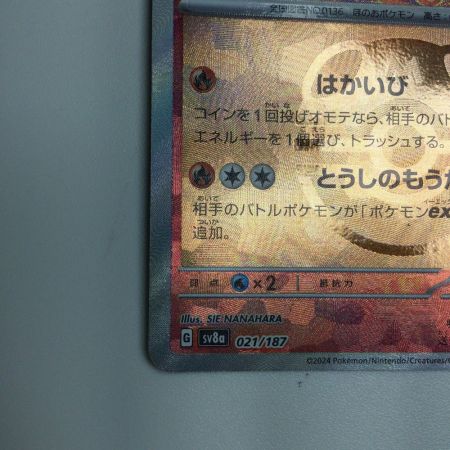 全国図鑑NO.0136 ほのおポケモン 高さ
はかいび
コインを1回投げオモテなら、相手のバト
エネルギーを1個選び、トラッシュする。
とうしのもうか
相手のバトルポケモンが「ポケモンex
追加。
弱点 ×2 抵抗力
Illus. SIE NANAHARA
G sv8a 021/187
©2024 Pokémon/Nintendo/Creatures/